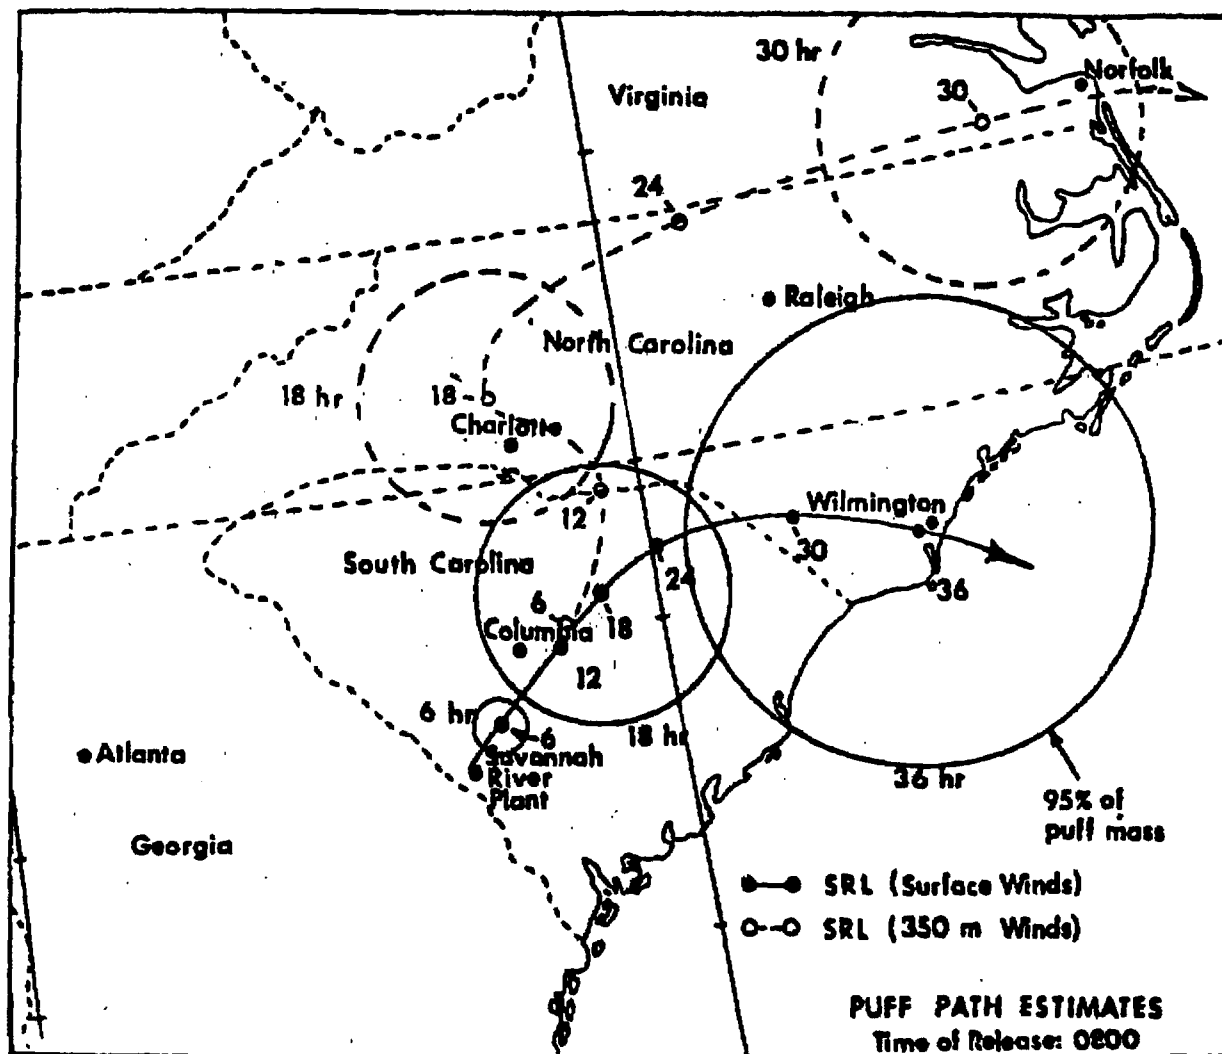 30 hr
Norfolk
Virginia
30
24
Raleigh
North Carolina
18 hr
18
Charlotte
12
Wilmington
30
South Carolina
24
36
6
18
Columbia
12
6 hr
6
18 hr
Savannah
River
Plant
Atlanta
36 hr
95% of
puff mass
Georgia
SRL (Surface Winds)
SRL (350 m Winds)
PUFF PATH ESTIMATES
Time of Release: 0800